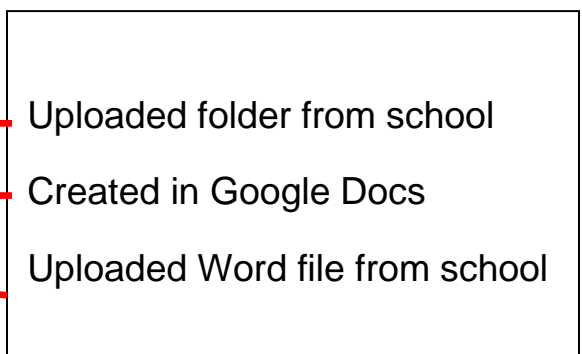 Uploaded folder from school
Created in Google Docs
Uploaded Word file from school